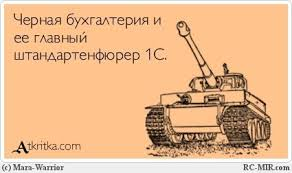 Черная бухгалтерия и
ее главный
штандартенфюрер 1С.
Atkritka.com
(c) Mara-Warrior
RC-MIR.com